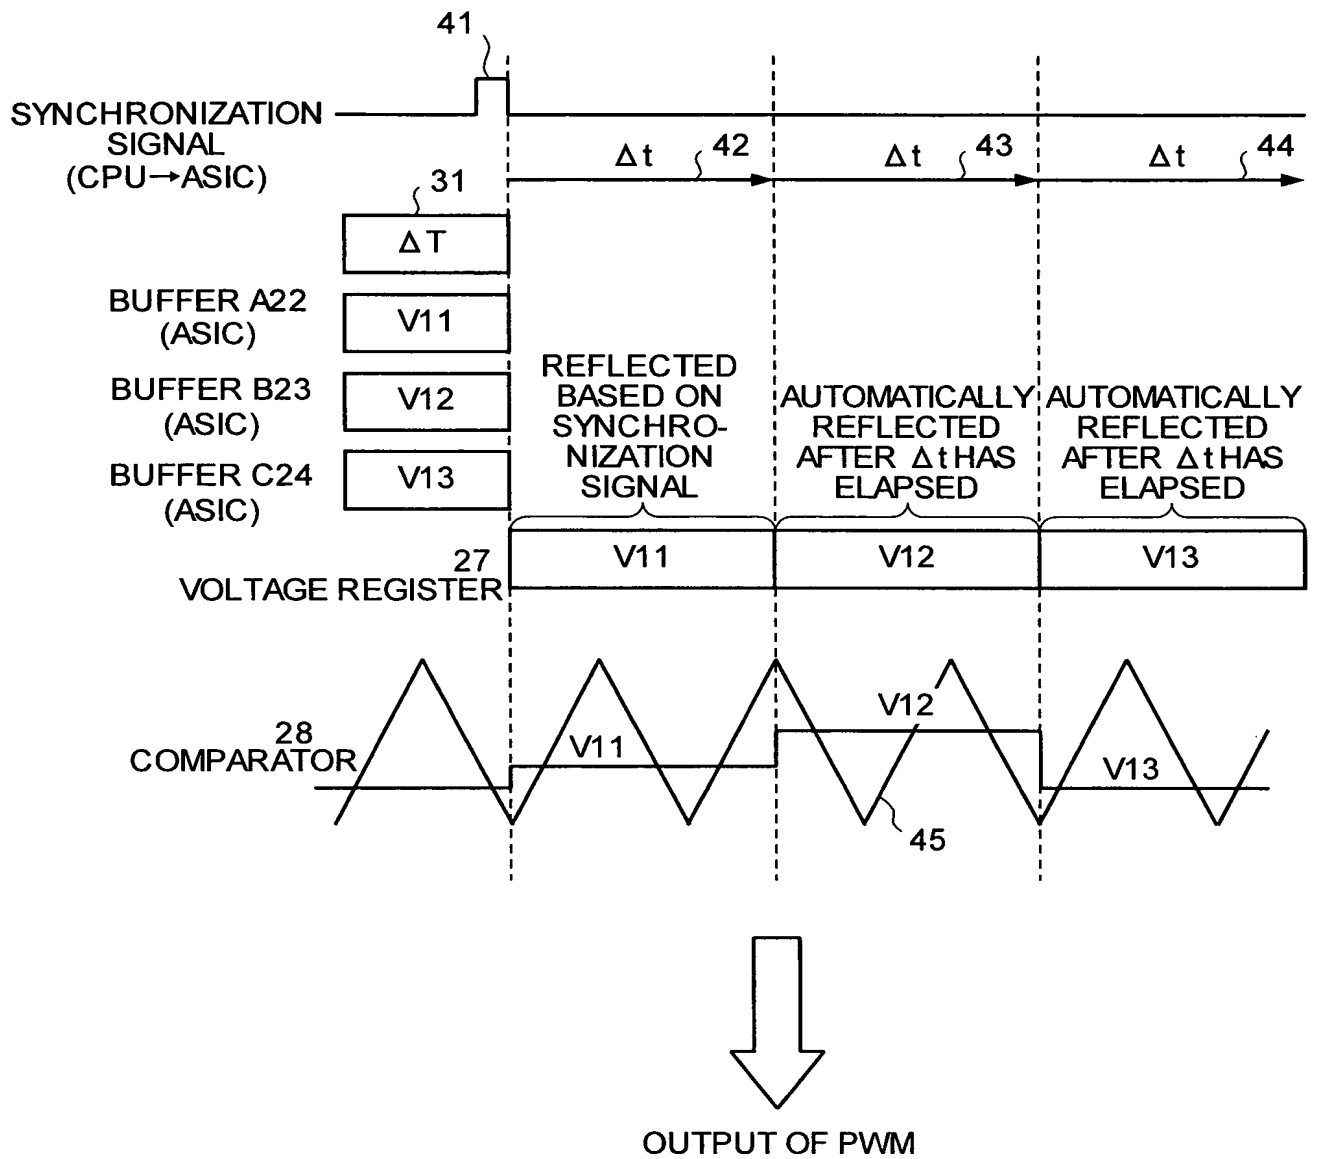 41
SYNCHRONIZATION
SIGNAL
(CPU→ASIC)
Δt 42
Δt 43
Δt 44
31
ΔT
BUFFER A22
(ASIC)
V11
BUFFER B23
(ASIC)
V12
BUFFER C24
(ASIC)
V13
REFLECTED
BASED ON
SYNCHRO-
NIZATION
SIGNAL
AUTOMATICALLY
REFLECTED
AFTER Δt HAS
ELAPSED
AUTOMATICALLY
REFLECTED
AFTER Δt HAS
ELAPSED
27
VOLTAGE REGISTER
V11
V12
V13
28
COMPARATOR
V11
V12
V13
45
OUTPUT OF PWM